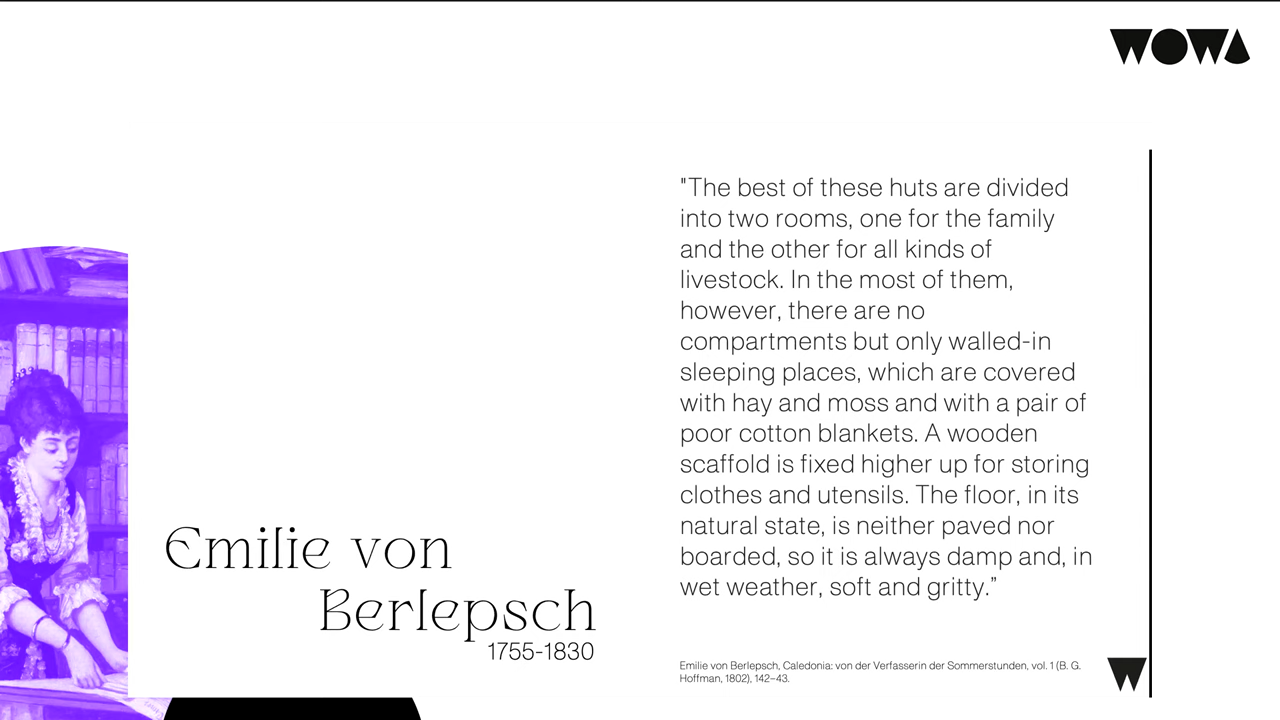 WOWA
"The best of these huts are divided
into two rooms, one for the family
and the other for all kinds of
livestock. In the most of them,
however, there are no
compartments but only walled-in
sleeping places, which are covered
with hay and moss and with a pair of
poor cotton blankets. A wooden
scaffold is fixed higher up for storing
clothes and utensils. The floor, in its
natural state, is neither paved nor
boarded, so it is always damp and, in
wet weather, soft and gritty.”
Emilie von
Berlepsch
1755-1830
Emilie von Berlepsch, Caledonia: von der Verfasserin der Sommerstunden, vol. 1 (B. G.
Hoffman, 1802), 142–43.
W